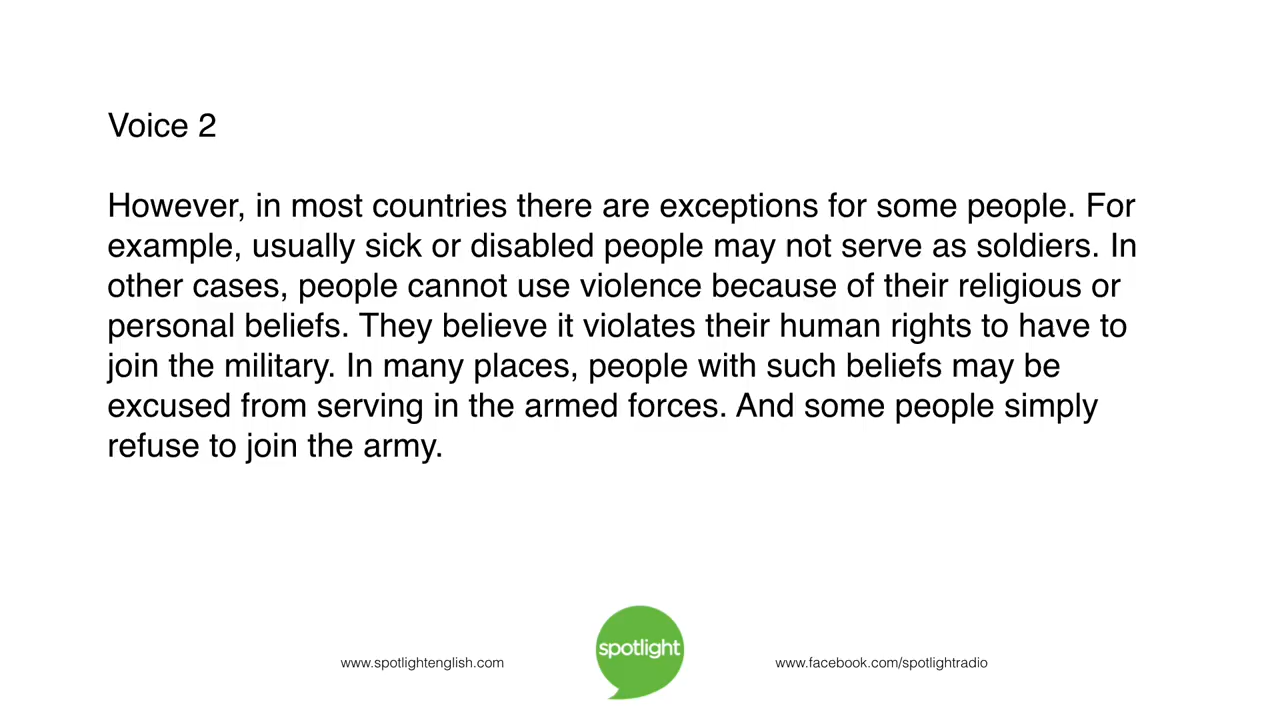 Voice 2
However, in most countries there are exceptions for some people. For
example, usually sick or disabled people may not serve as soldiers. In
other cases, people cannot use violence because of their religious or
personal beliefs. They believe it violates their human rights to have to
join the military. In many places, people with such beliefs may be
excused from serving in the armed forces. And some people simply
refuse to join the army.
www.spotlightenglish.com
spotlight
www.facebook.com/spotlightradio